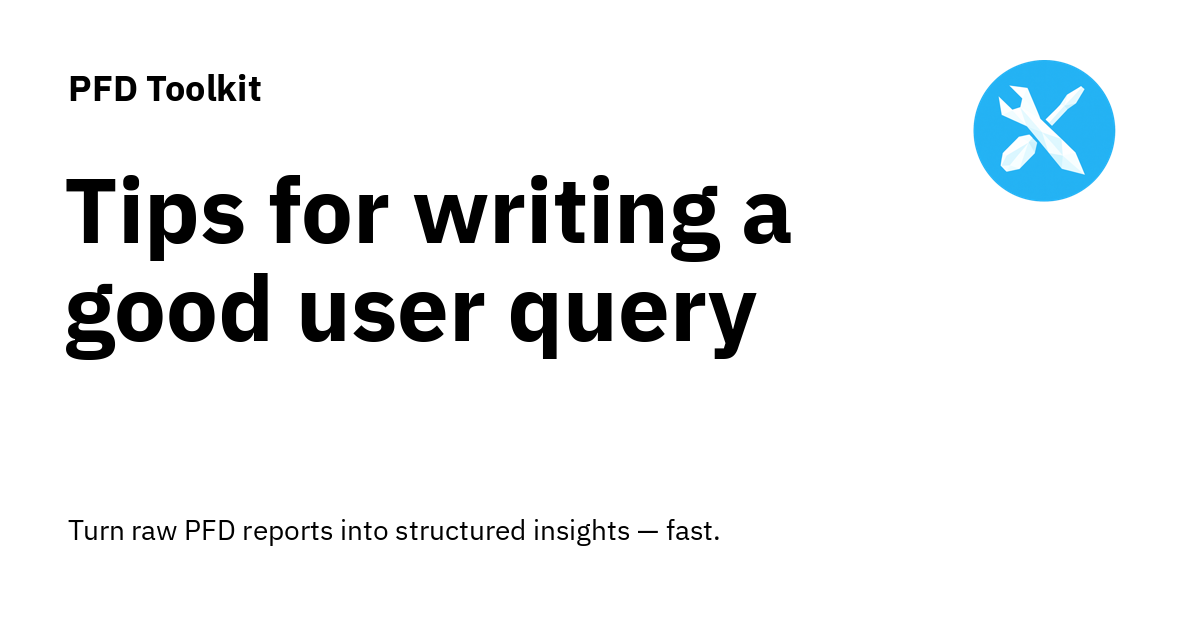 PFD Toolkit
Tips for writing a
good user query
Turn raw PFD reports into structured insights — fast.